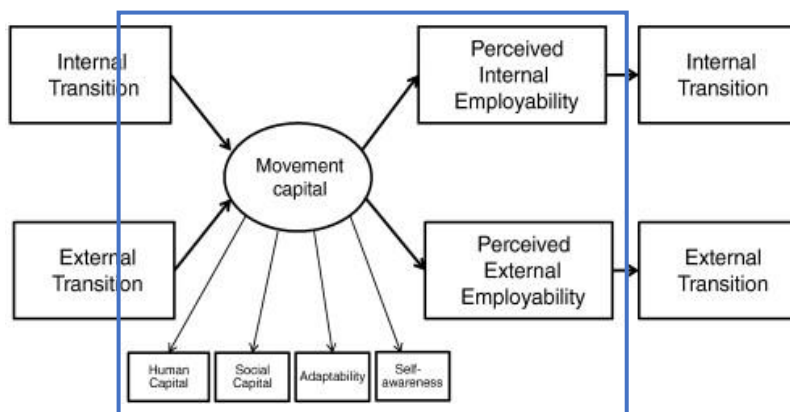 Internal
Transition
Perceived
Internal
Employability
Internal
Transition
Movement
capital
External
Transition
Perceived
External
Employability
External
Transition
Human
Capital
Social
Capital
Adaptability
Self-
awareness